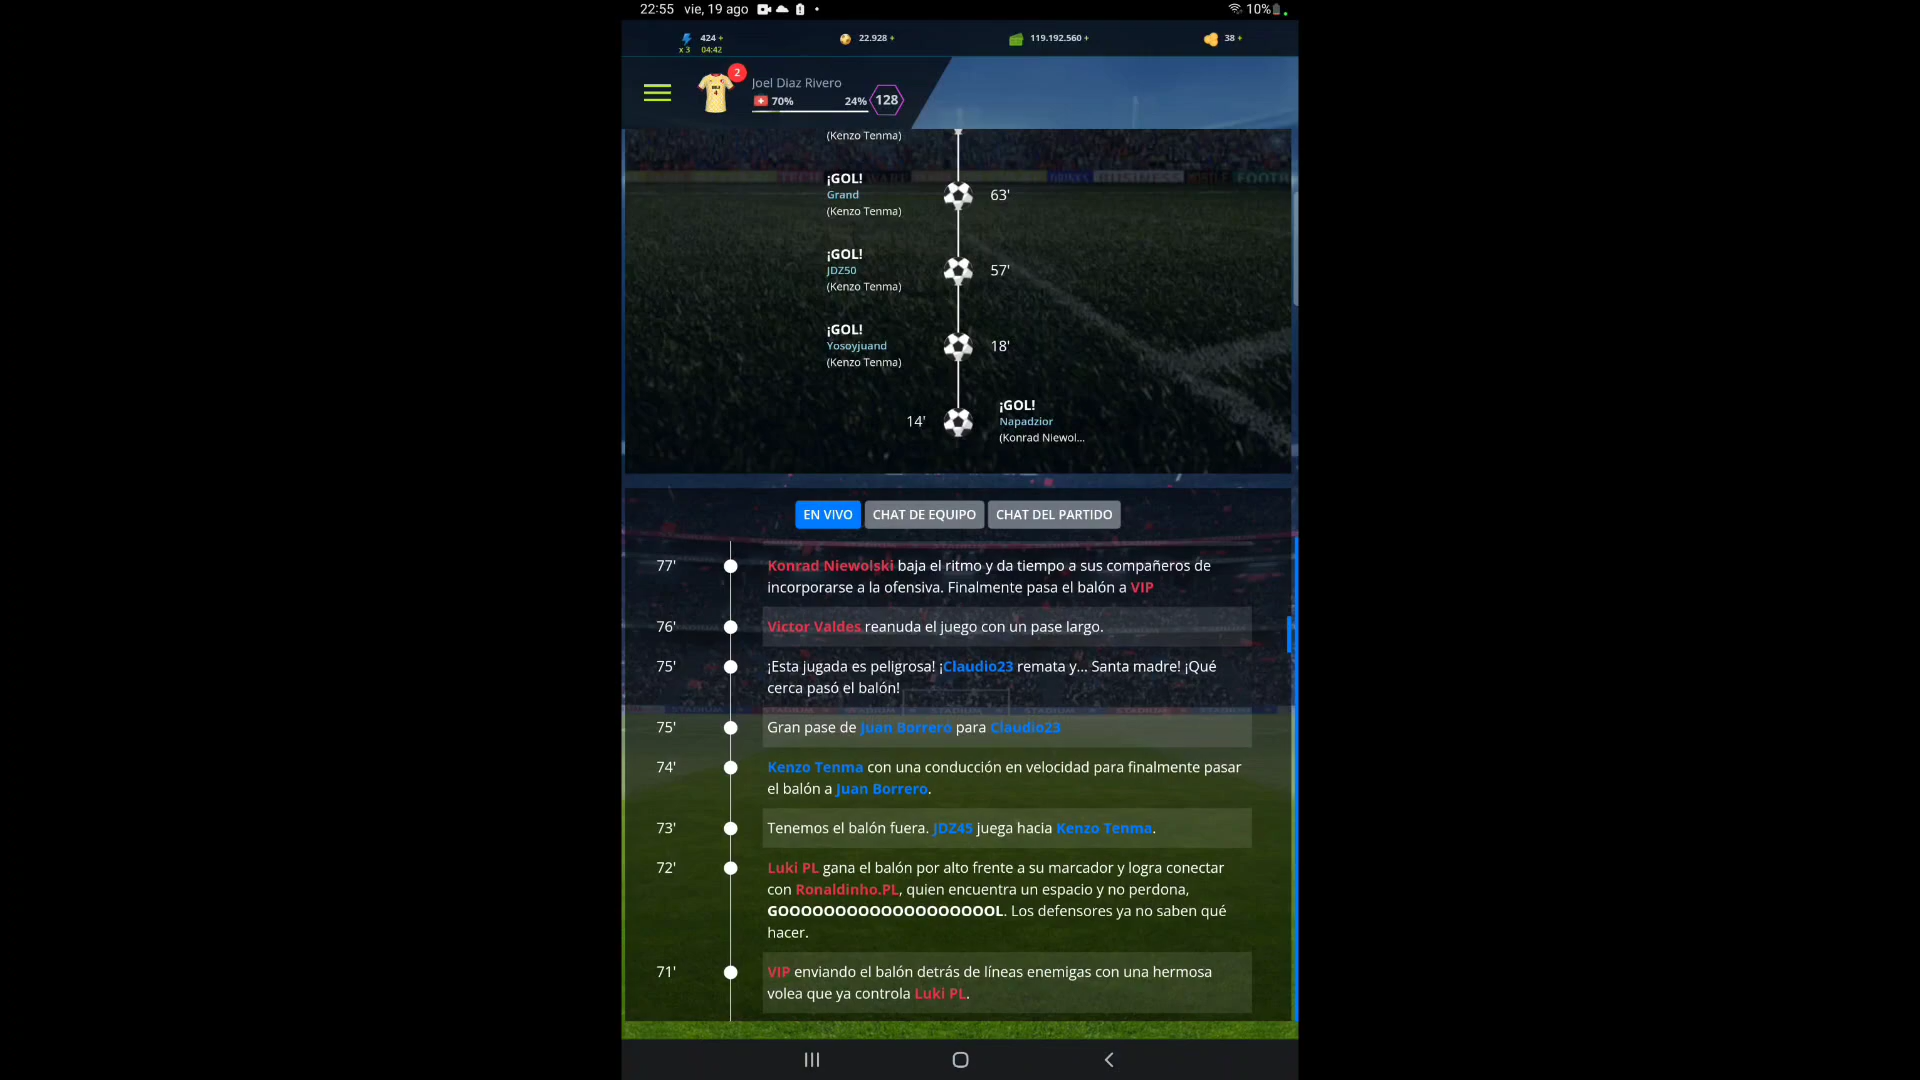 22:55 vie, 19 ago
10%
424 +
x 3 04:42
22.928 +
119.192.560 +
38 +
2
Joel Diaz Rivero
70% 24% 128
(Kenzo Tenma)
¡GOL!
Grand
(Kenzo Tenma)
63'
¡GOL!
JDZ50
(Kenzo Tenma)
57'
¡GOL!
Yosoyjuand
(Kenzo Tenma)
18'
14'
¡GOL!
Napadzior
(Konrad Niewol...
EN VIVO CHAT DE EQUIPO CHAT DEL PARTIDO
77' Konrad Niewolski baja el ritmo y da tiempo a sus compañeros de
incorporarse a la ofensiva. Finalmente pasa el balón a VIP
76' Victor Valdes reanuda el juego con un pase largo.
75' ¡Esta jugada es peligrosa! ¡Claudio23 remata y... Santa madre! ¡Qué
cerca pasó el balón!
75' Gran pase de Juan Borrero para Claudio23
74' Kenzo Tenma con una conducción en velocidad para finalmente pasar
el balón a Juan Borrero.
73' Tenemos el balón fuera. JDZ45 juega hacia Kenzo Tenma.
72' Luki PL gana el balón por alto frente a su marcador y logra conectar
con Ronaldinho.PL, quien encuentra un espacio y no perdona,
GOOOOOOOOOOOOOOOOOOOL. Los defensores ya no saben qué
hacer.
71' VIP enviando el balón detrás de líneas enemigas con una hermosa
volea que ya controla Luki PL.